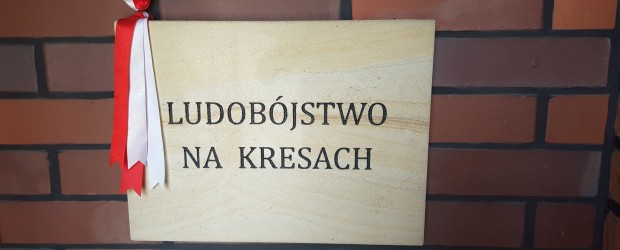 LUDOBÓJSTWO
NA KRESACH